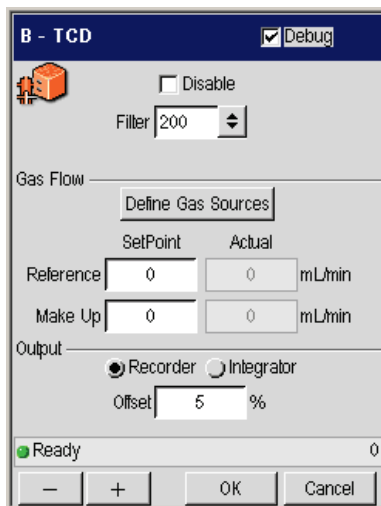 B - TCD Debug
Disable
Filter 200
Gas Flow
Define Gas Sources
SetPoint Actual
Reference 0 0 mL/min
Make Up 0 0 mL/min
Output
Recorder Integrator
Offset 5 %
Ready 0
− + OK Cancel